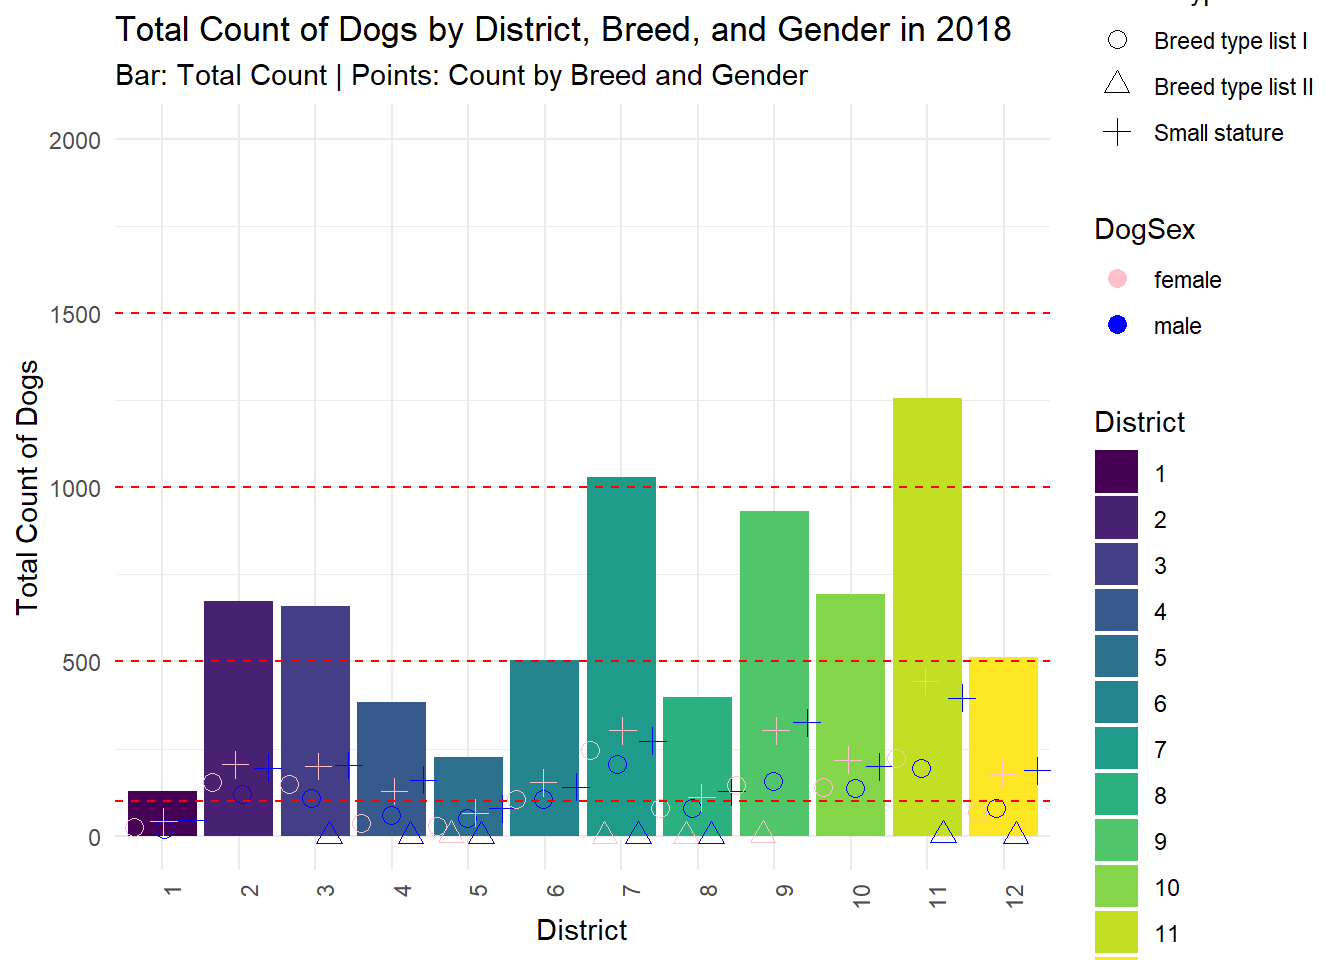 Total Count of Dogs by District, Breed, and Gender in 2018
Bar: Total Count | Points: Count by Breed and Gender
Total Count of Dogs
2000
1500
1000
500
0
1
2
3
4
5
6
7
8
9
10
11
12
District
Breed type list I
Breed type list II
Small stature
DogSex
female
male
District
1
2
3
4
5
6
7
8
9
10
11